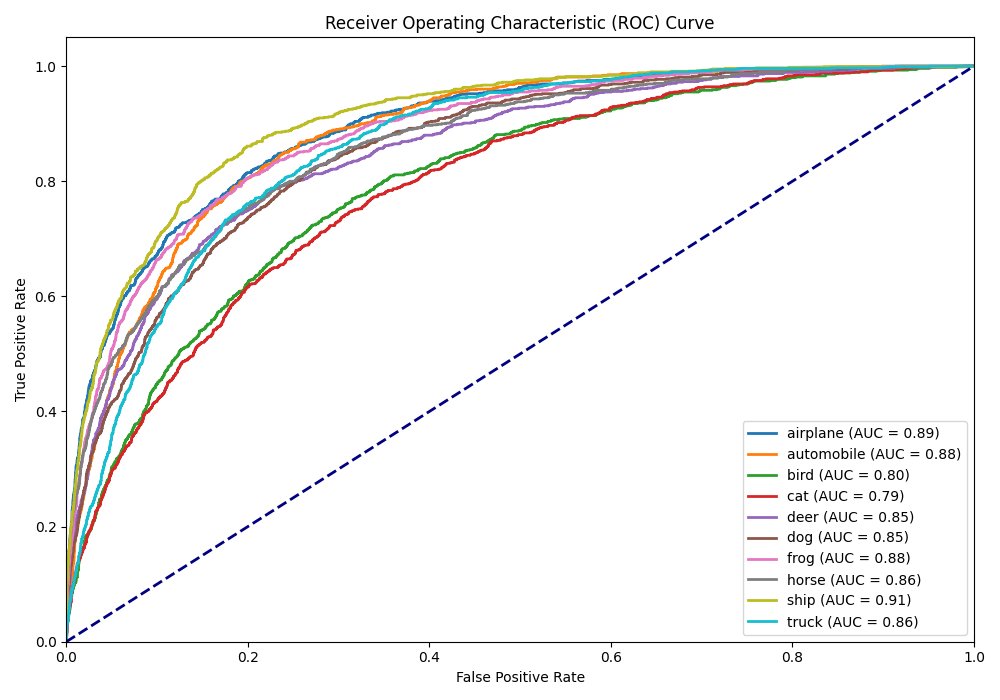 Receiver Operating Characteristic (ROC) Curve
True Positive Rate
1.0
0.8
0.6
0.4
0.2
0.0
airplane (AUC = 0.89)
automobile (AUC = 0.88)
bird (AUC = 0.80)
cat (AUC = 0.79)
deer (AUC = 0.85)
dog (AUC = 0.85)
frog (AUC = 0.88)
horse (AUC = 0.86)
ship (AUC = 0.91)
truck (AUC = 0.86)
0.0 0.2 0.4 0.6 0.8 1.0
False Positive Rate